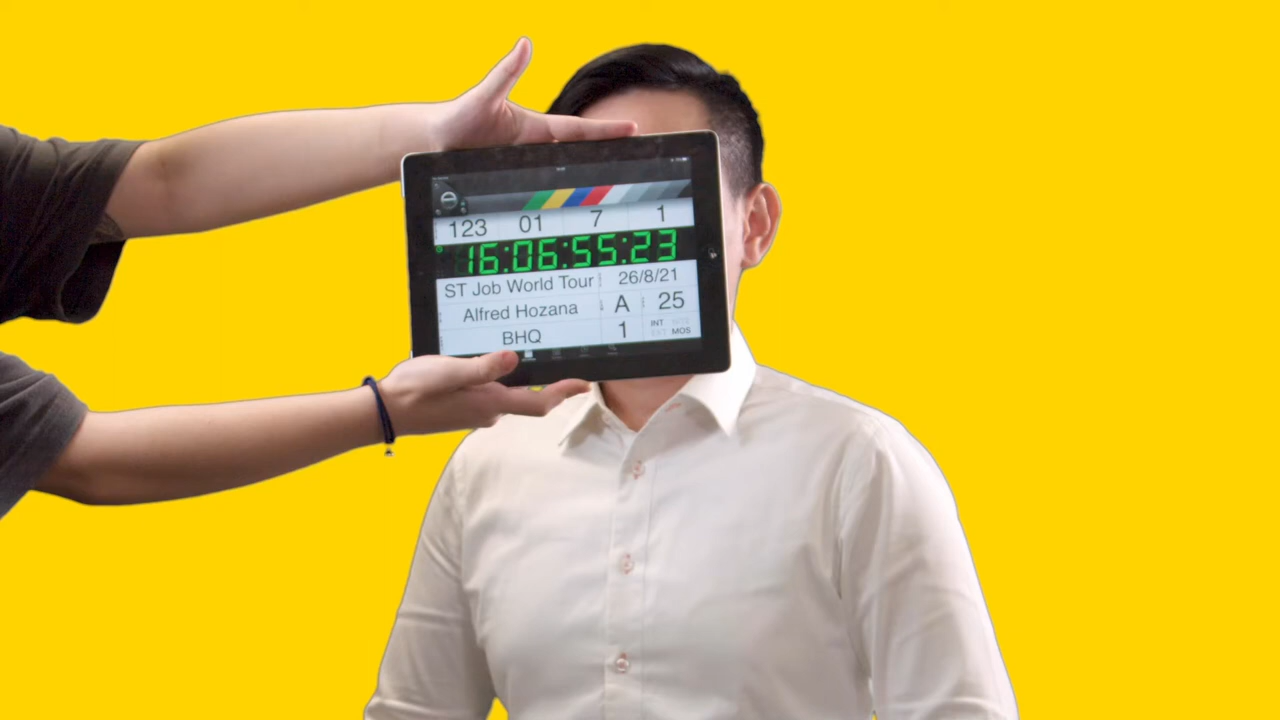 123 01 7 1
16:06:55:23
ST Job World Tour 26/8/21
Alfred Hozana A 25
BHQ 1 INT MOS